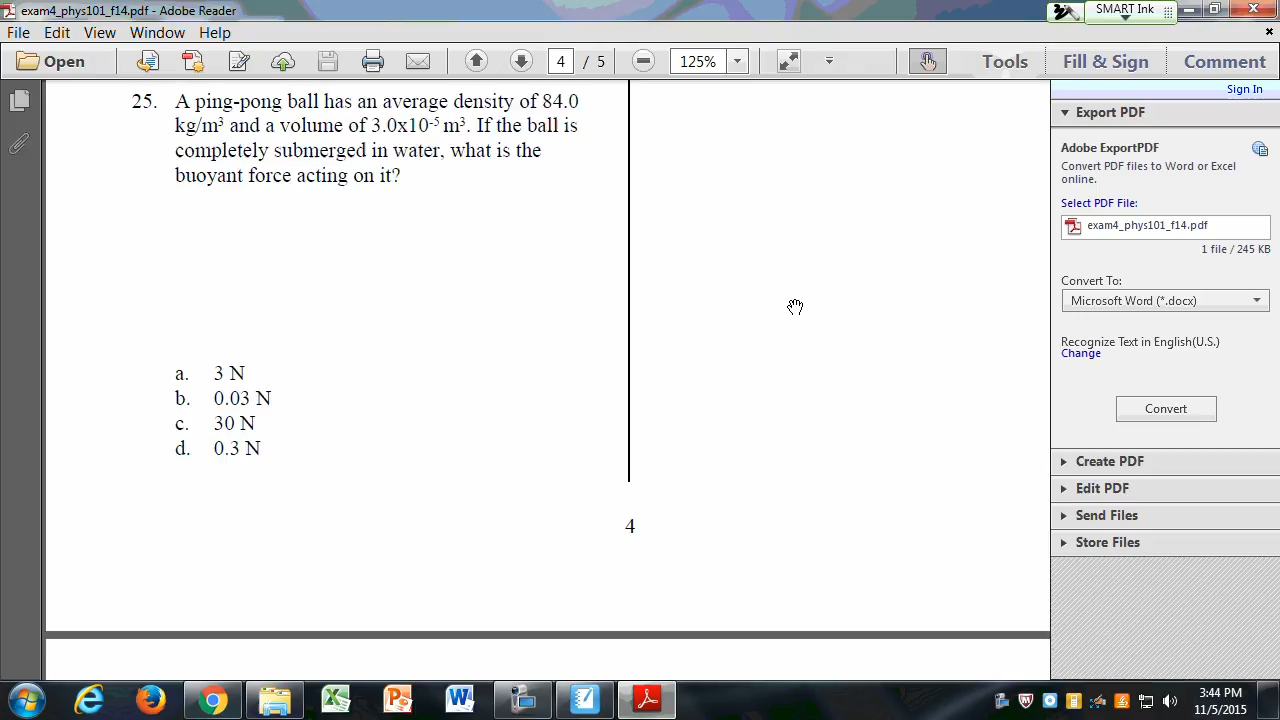 exam4_phys101_f14.pdf - Adobe Reader
SMART Ink
File Edit View Window Help
Open 4 / 5 125% Tools Fill & Sign Comment
Sign In
25. A ping-pong ball has an average density of 84.0
kg/m³ and a volume of 3.0x10⁻⁵ m³. If the ball is
completely submerged in water, what is the
buoyant force acting on it?
a. 3 N
b. 0.03 N
c. 30 N
d. 0.3 N
4
Export PDF
Adobe ExportPDF
Convert PDF files to Word or Excel
online.
Select PDF File:
exam4_phys101_f14.pdf
1 file / 245 KB
Convert To:
Microsoft Word (*.docx)
Recognize Text in English(U.S.)
Change
Convert
Create PDF
Edit PDF
Send Files
Store Files
3:44 PM
11/5/2015